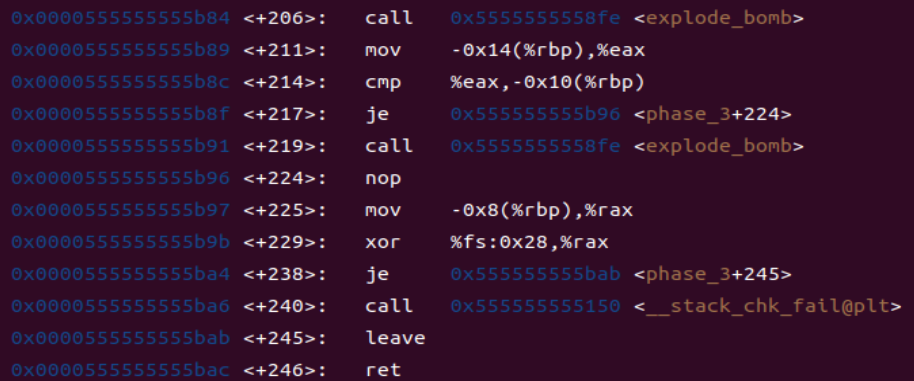 0x0000555555555b84 <+206>: call 0x5555555558fe <explode_bomb>
0x0000555555555b89 <+211>: mov -0x14(%rbp),%eax
0x0000555555555b8c <+214>: cmp %eax,-0x10(%rbp)
0x0000555555555b8f <+217>: je 0x555555555b96 <phase_3+224>
0x0000555555555b91 <+219>: call 0x5555555558fe <explode_bomb>
0x0000555555555b96 <+224>: nop
0x0000555555555b97 <+225>: mov -0x8(%rbp),%rax
0x0000555555555b9b <+229>: xor %fs:0x28,%rax
0x0000555555555ba4 <+238>: je 0x555555555bab <phase_3+245>
0x0000555555555ba6 <+240>: call 0x555555555150 <__stack_chk_fail@plt>
0x0000555555555bab <+245>: leave
0x0000555555555bac <+246>: ret